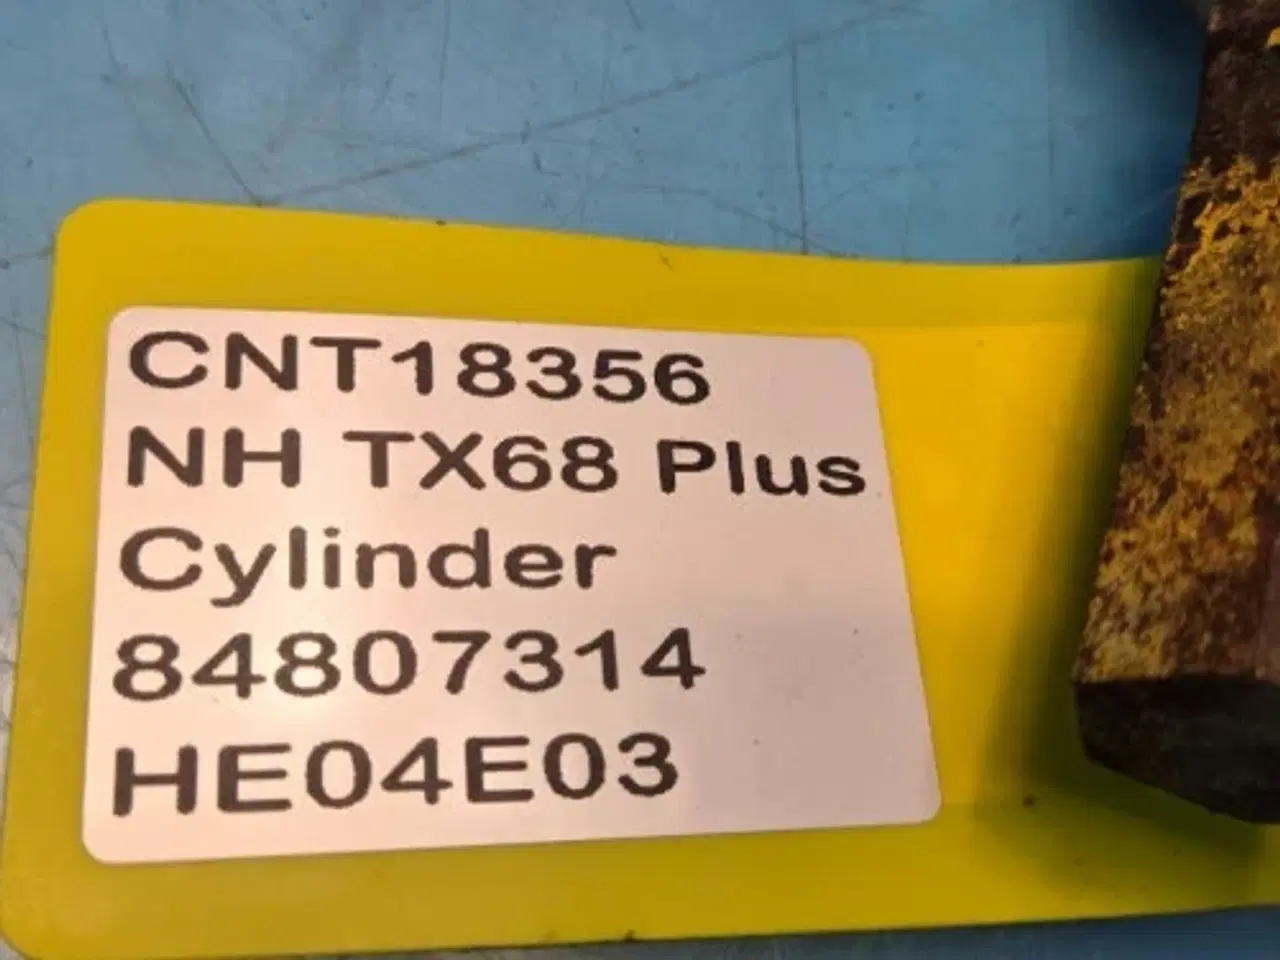 CNT18356
NH TX68 Plus
Cylinder
84807314
HE04E03